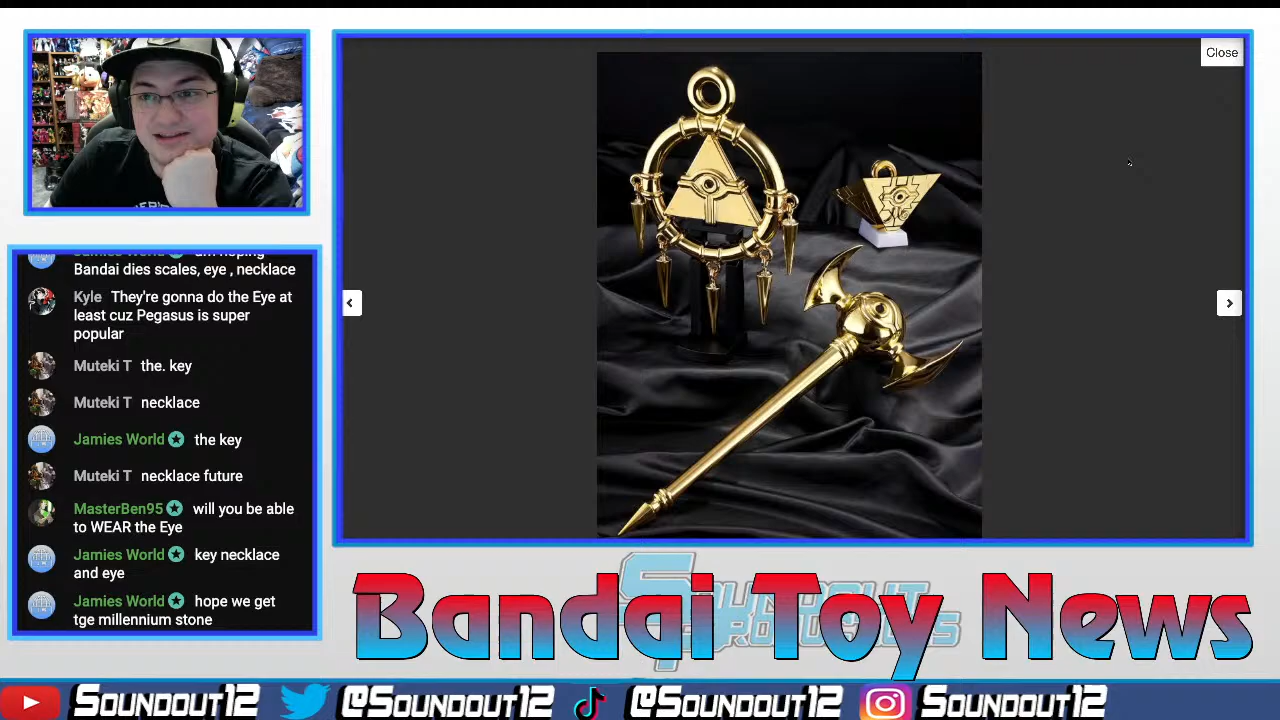 Close
Bandai dies scales, eye , necklace
Kyle They're gonna do the Eye at
least cuz Pegasus is super
popular
Muteki T the. key
Muteki T necklace
Jamies World the key
Muteki T necklace future
MasterBen95 will you be able
to WEAR the Eye
Jamies World key necklace
and eye
Jamies World hope we get
tge millennium stone
Bandai Toy News
Soundout12
@Soundout12
@Soundout12
Soundout12